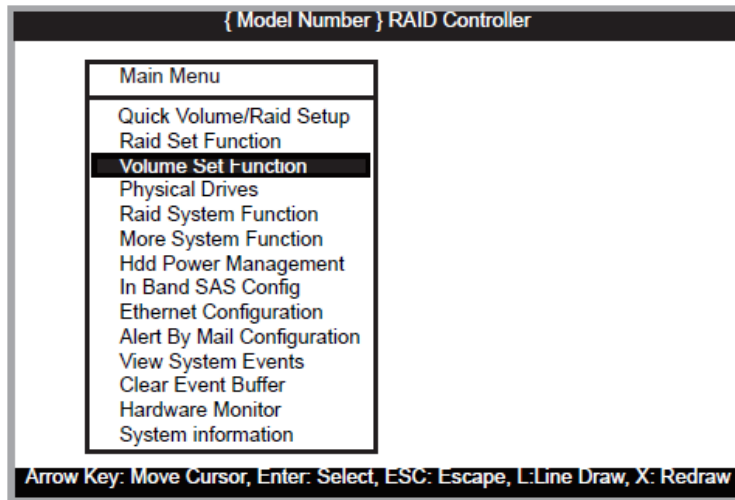 { Model Number } RAID Controller
Main Menu
Quick Volume/Raid Setup
Raid Set Function
Volume Set Function
Physical Drives
Raid System Function
More System Function
Hdd Power Management
In Band SAS Config
Ethernet Configuration
Alert By Mail Configuration
View System Events
Clear Event Buffer
Hardware Monitor
System information
Arrow Key: Move Cursor, Enter: Select, ESC: Escape, L:Line Draw, X: Redraw